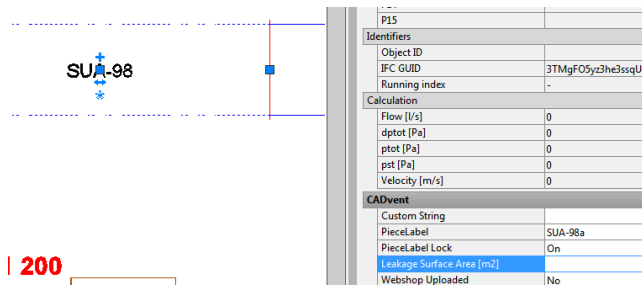 P15
Identifiers
Object ID
IFC GUID 3TMgFO5yz3he3ssqU
Running index -
Calculation
Flow [l/s] 0
dptot [Pa] 0
ptot [Pa] 0
pst [Pa] 0
Velocity [m/s] 0
CADvent
Custom String
PieceLabel SUA-98a
PieceLabel Lock On
Leakage Surface Area [m2]
Webshop Uploaded No
SUA-98
200